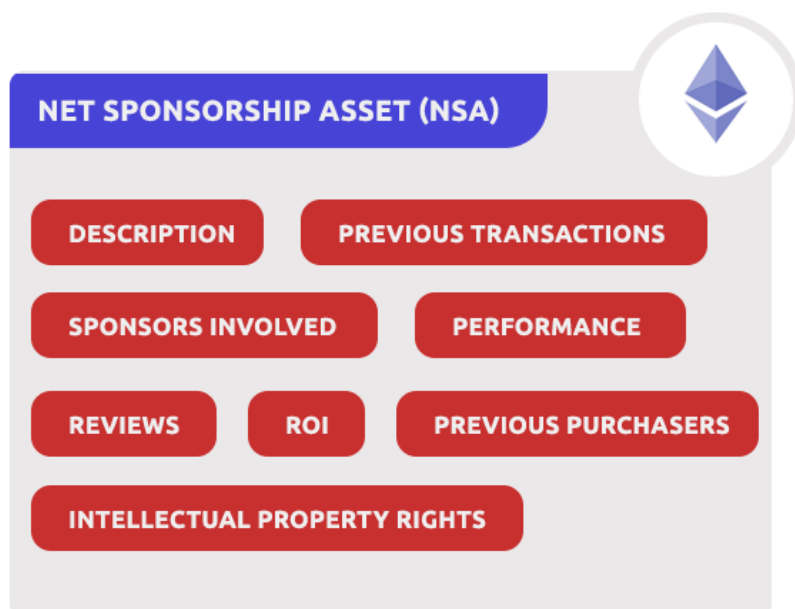 NET SPONSORSHIP ASSET (NSA)
DESCRIPTION
PREVIOUS TRANSACTIONS
SPONSORS INVOLVED
PERFORMANCE
REVIEWS
ROI
PREVIOUS PURCHASERS
INTELLECTUAL PROPERTY RIGHTS